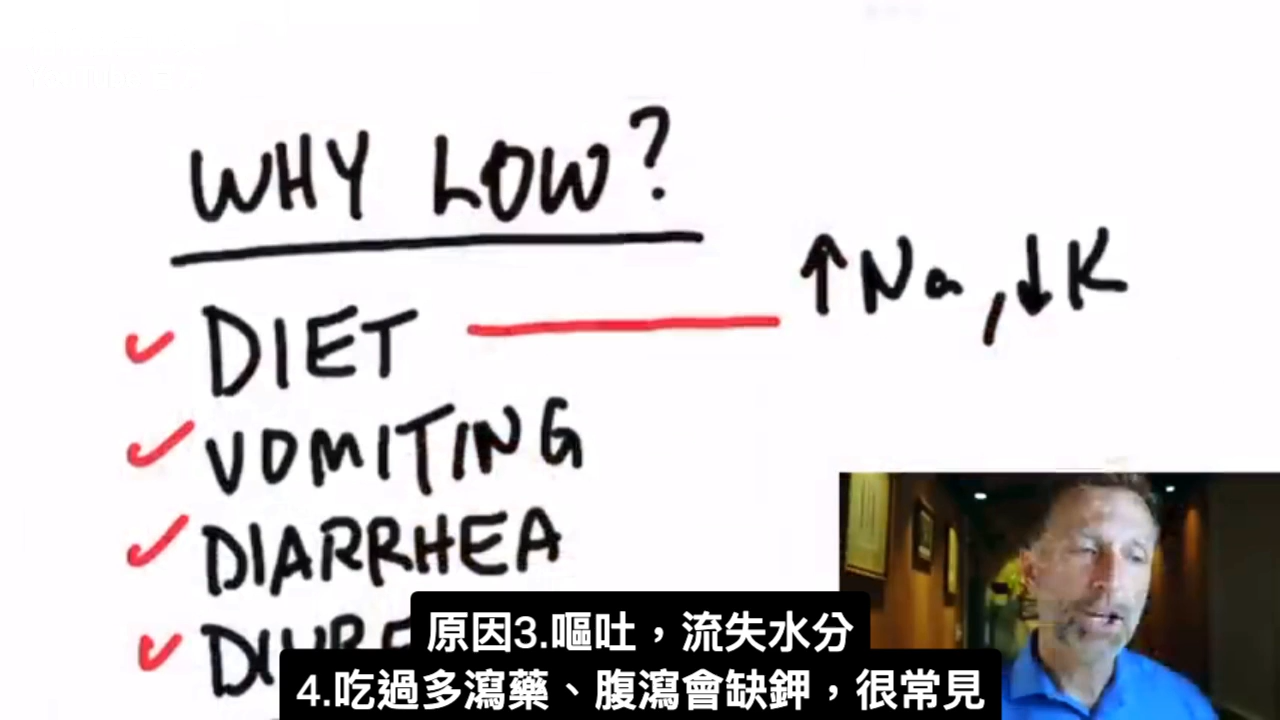 WHY LOW?
↑Na, ↓K
DIET
VOMITING
DIARRHEA
原因3.嘔吐，流失水分
4.吃過多瀉藥、腹瀉會缺鉀，很常見